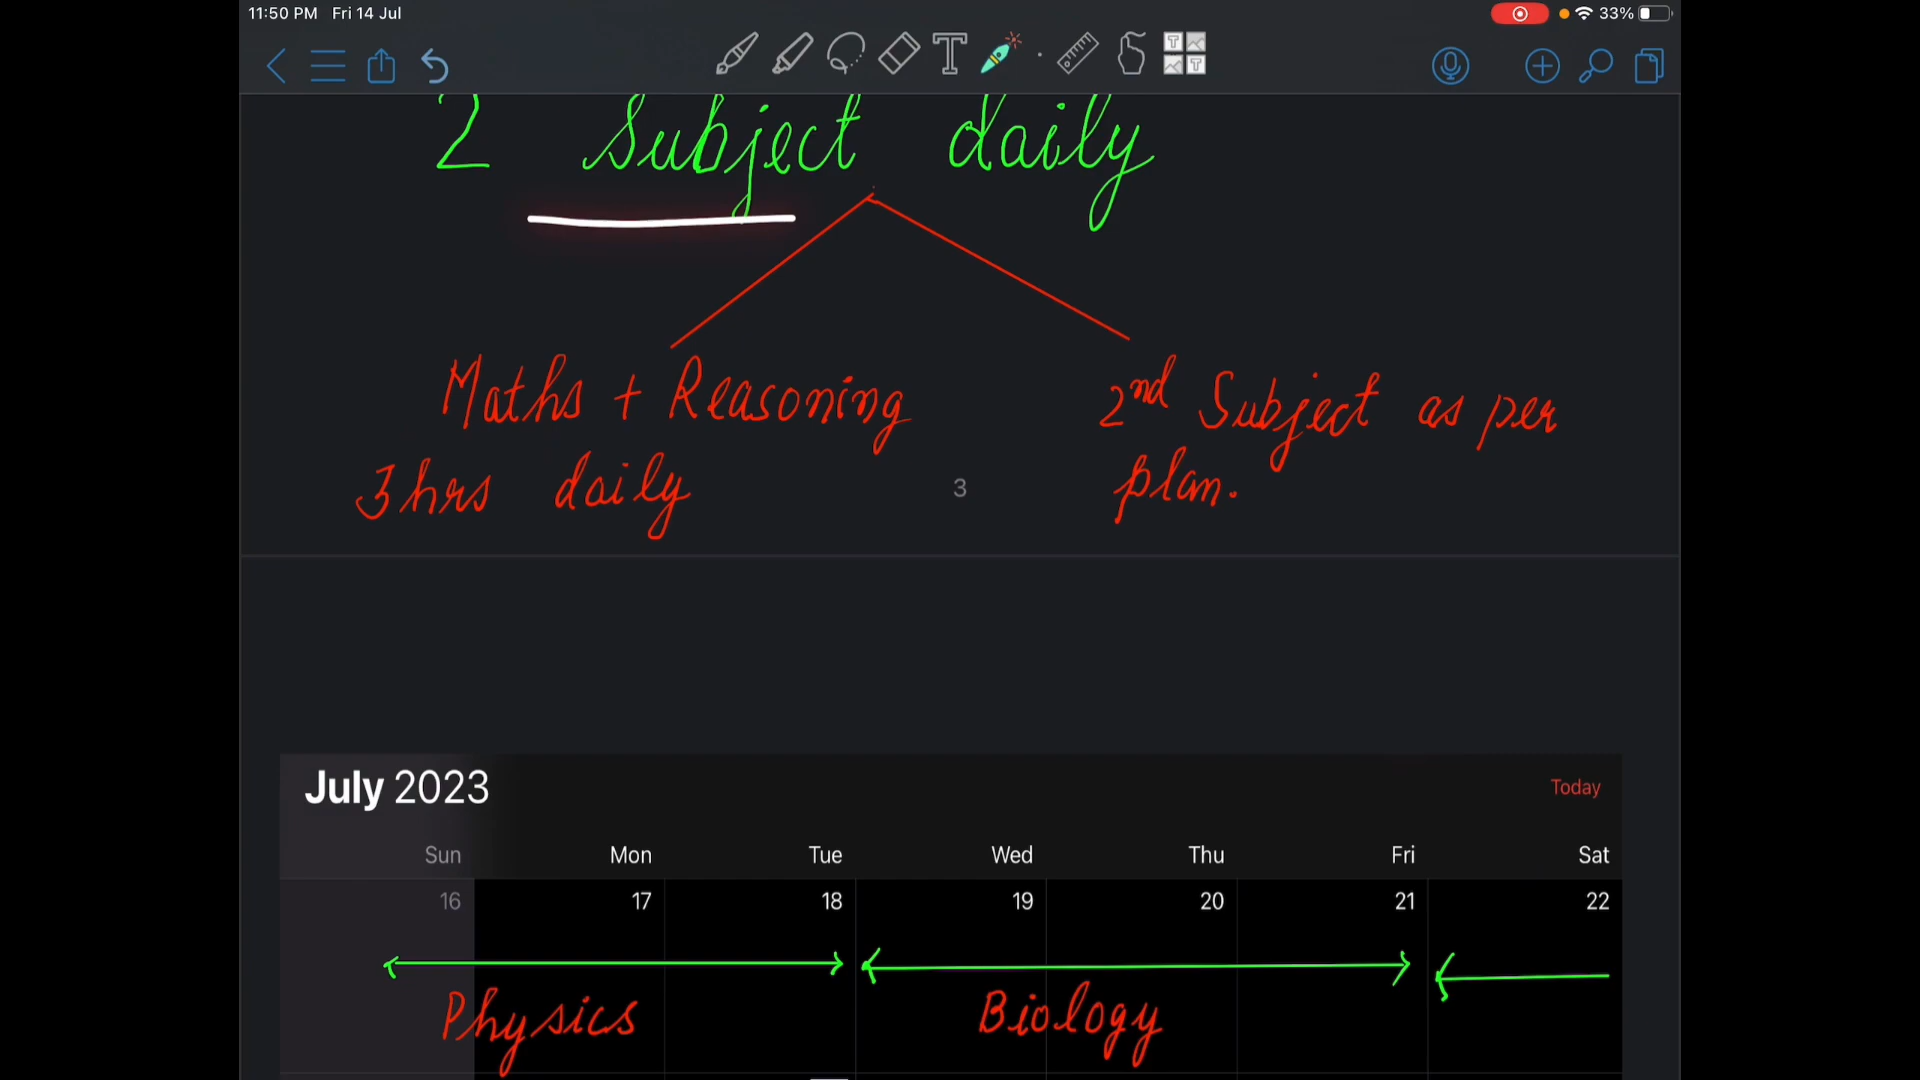 11:50 PM Fri 14 Jul 33%
2 Subject daily
Maths + Reasoning
3 hrs daily
2nd Subject as per
plan.
3
July 2023 Today
Sun Mon Tue Wed Thu Fri Sat
16 17 18 19 20 21 22
Physics Biology